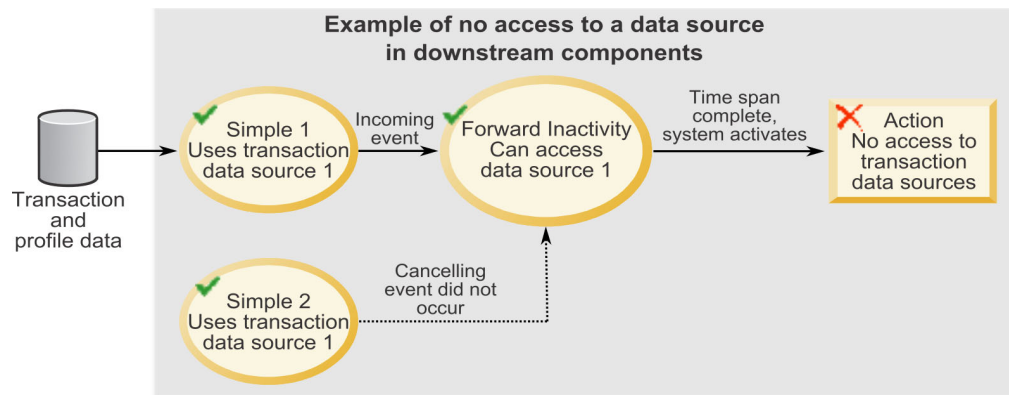 Example of no access to a data source
in downstream components
Transaction
and
profile data
Simple 1
Uses transaction
data source 1
Incoming
event
Forward Inactivity
Can access
data source 1
Time span
complete,
system activates
Action
No access to
transaction
data sources
Simple 2
Uses transaction
data source 1
Cancelling
event did not
occur